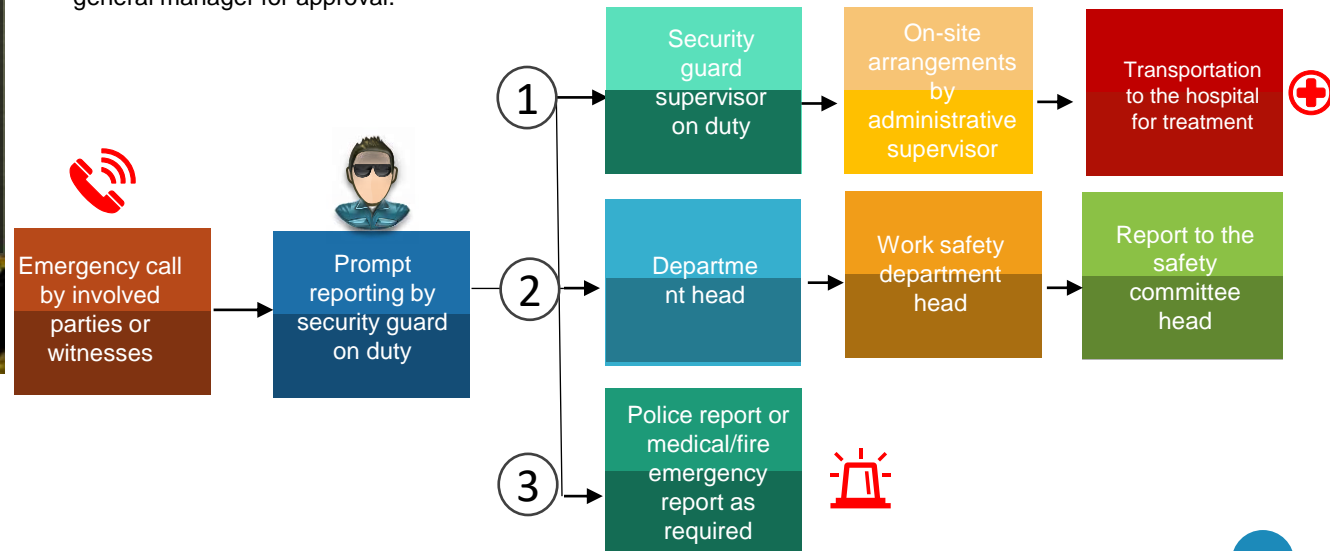 general manager for approval.
Emergency call
by involved
parties or
witnesses
Prompt
reporting by
security guard
on duty
1
Security
guard
supervisor
on duty
On-site
arrangements
by
administrative
supervisor
Transportation
to the hospital
for treatment
2
Departme
nt head
Work safety
department
head
Report to the
safety
committee
head
3
Police report or
medical/fire
emergency
report as
required